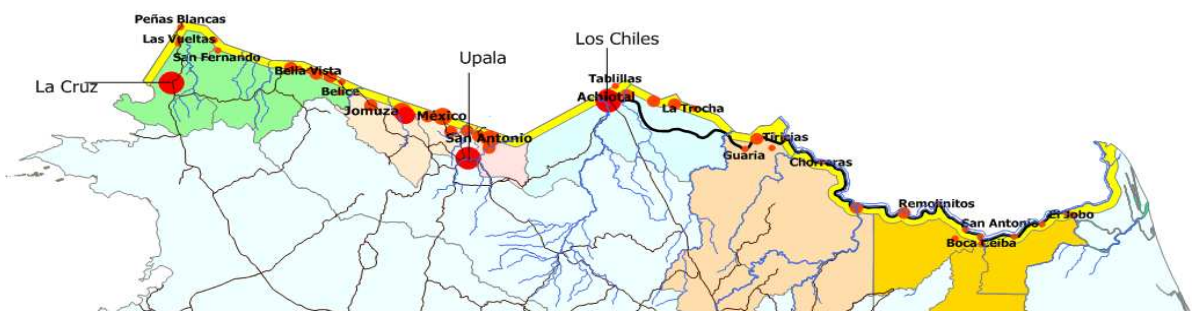 Peñas Blancas
Las Vueltas
San Fernando
La Cruz
Bella Vista
Belice
Jomuza
México
Upala
San Antonio
Los Chiles
Tablillas
Achiotal
La Trocha
Tiricias
Guaria
Chorreras
Remolinitos
San Antonio
El Jobo
Boca Ceiba